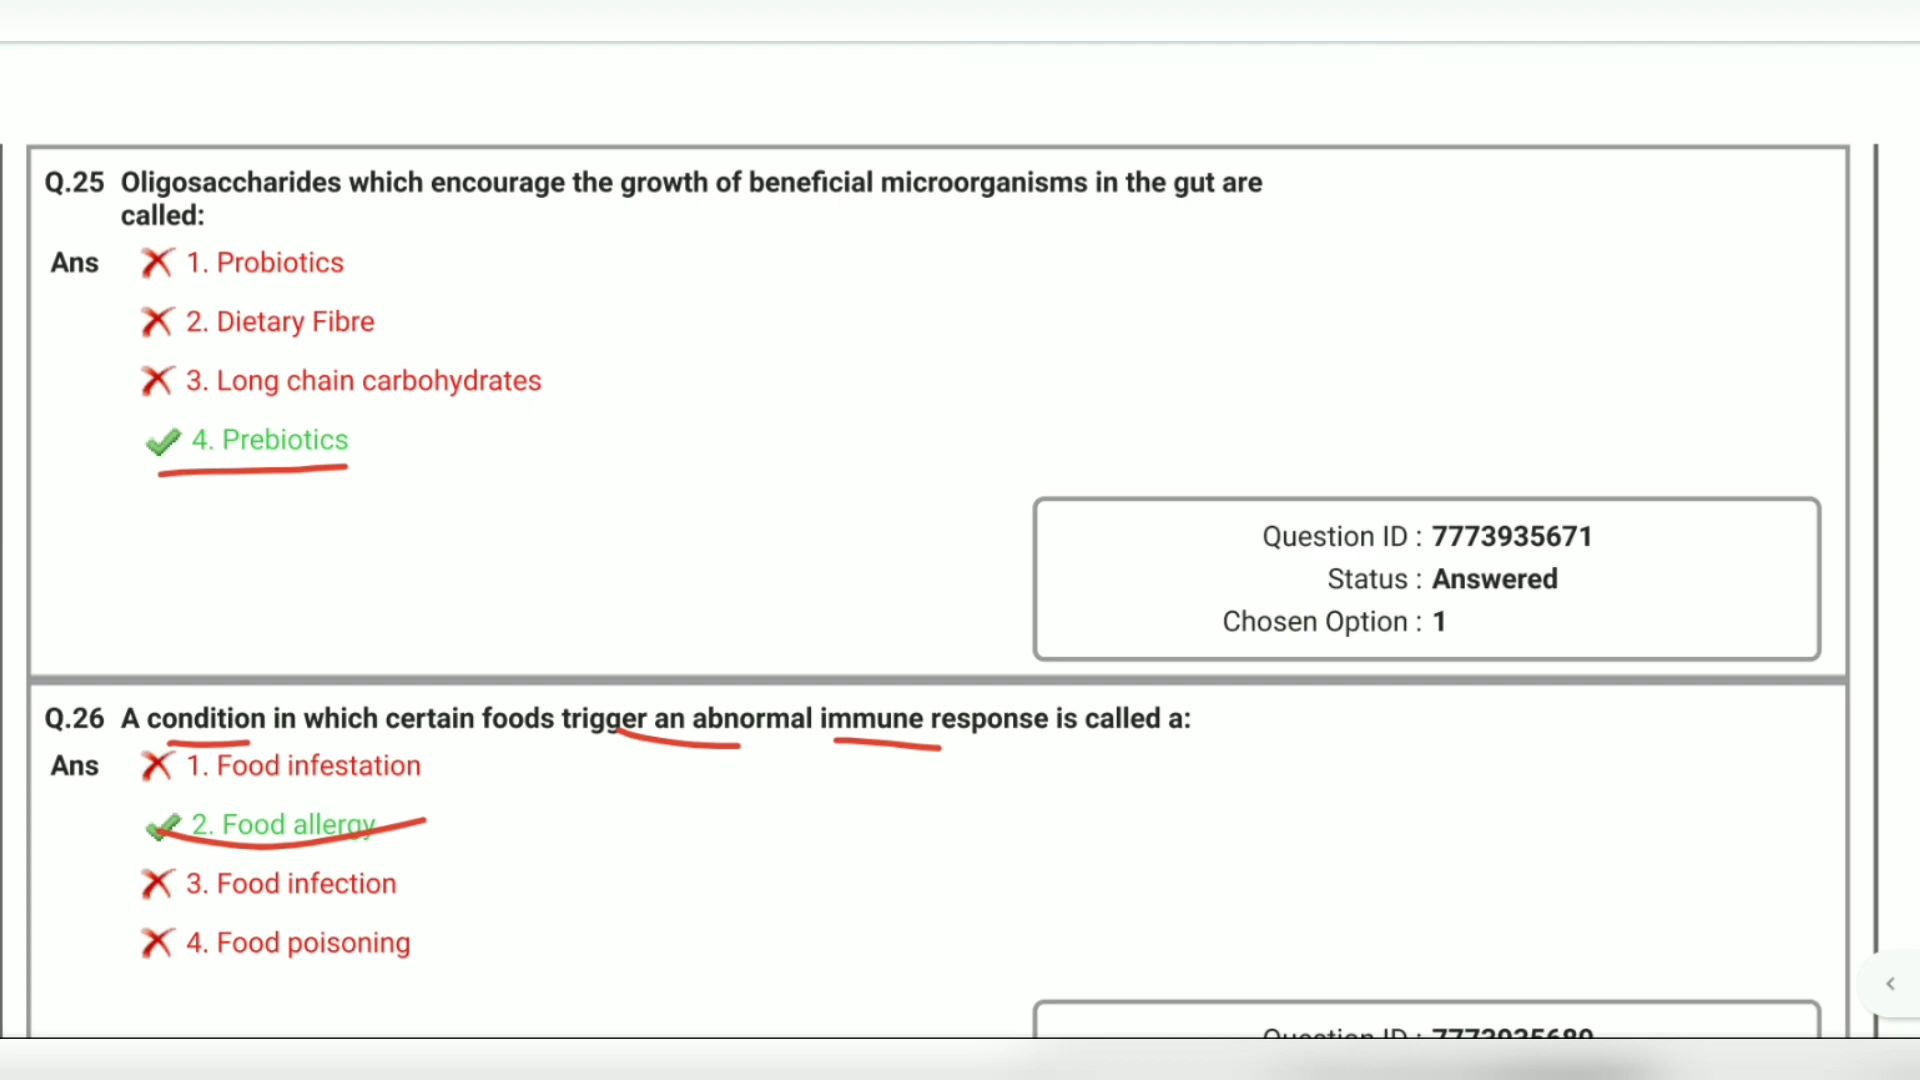 Q.25 Oligosaccharides which encourage the growth of beneficial microorganisms in the gut are
called:
Ans 1. Probiotics
2. Dietary Fibre
3. Long chain carbohydrates
4. Prebiotics
Question ID : 7773935671
Status : Answered
Chosen Option : 1
Q.26 A condition in which certain foods trigger an abnormal immune response is called a:
Ans 1. Food infestation
2. Food allergy
3. Food infection
4. Food poisoning
Question ID : 7773935680